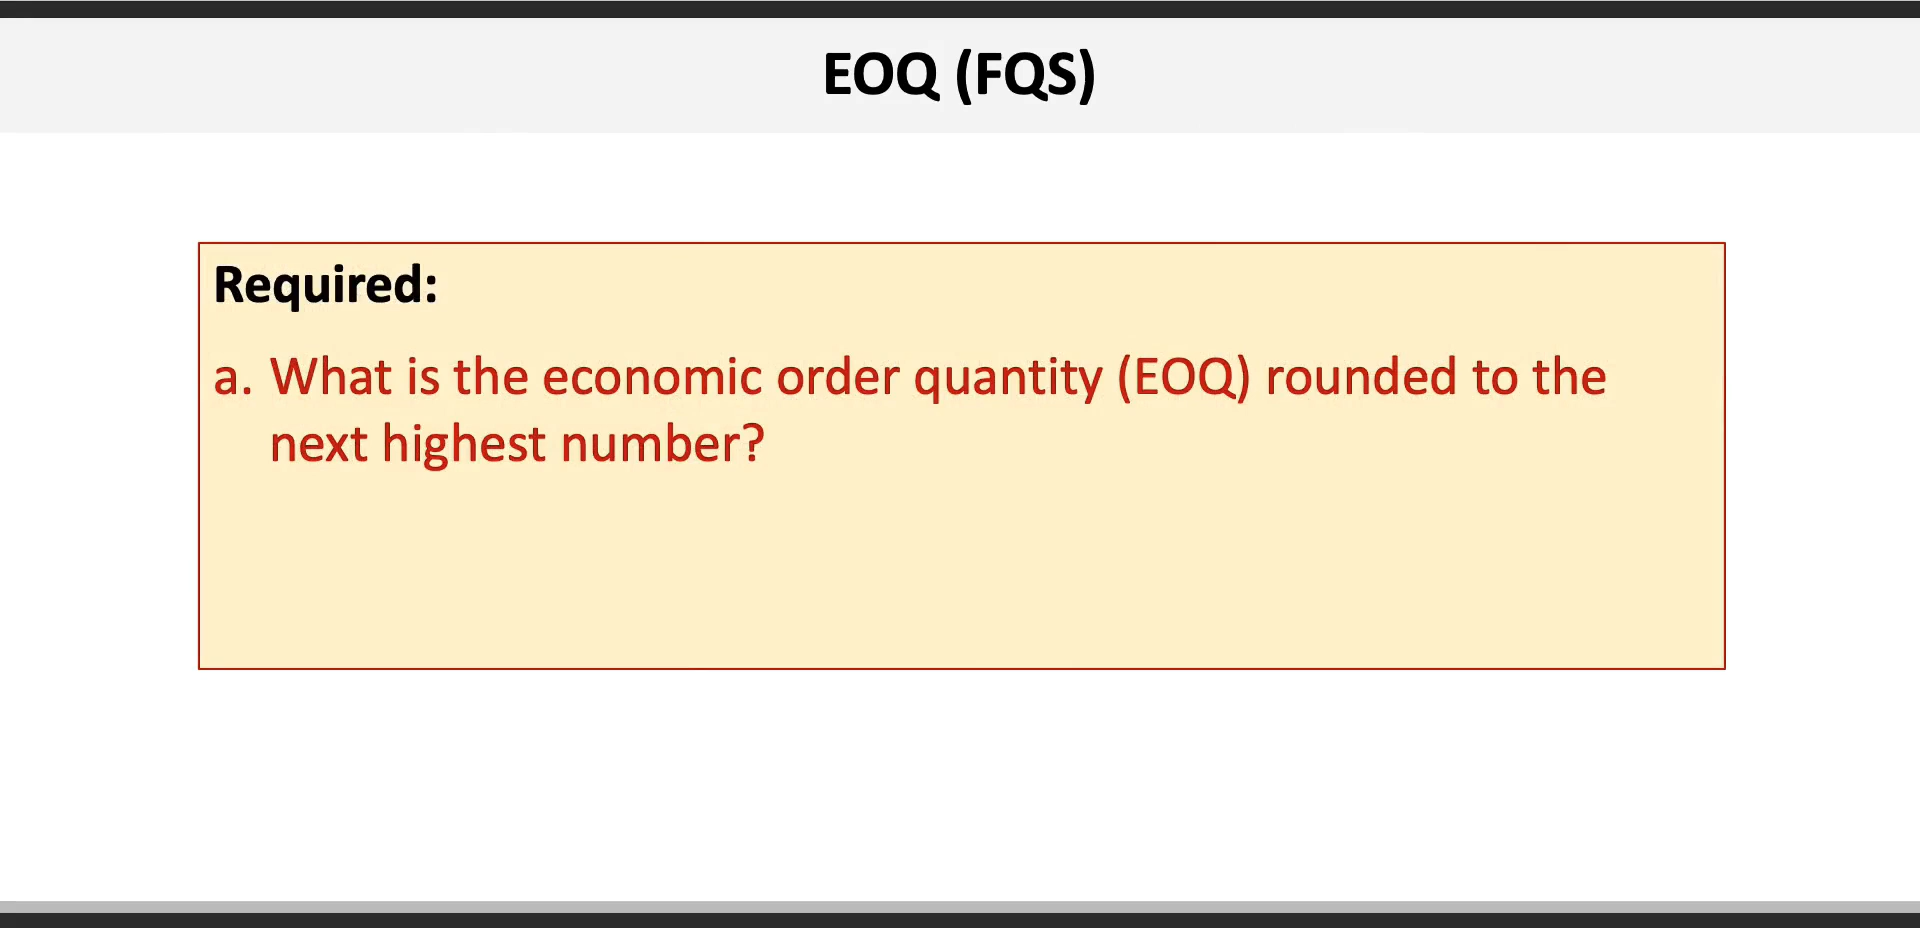 EOQ (FQS)
Required:
a. What is the economic order quantity (EOQ) rounded to the
next highest number?